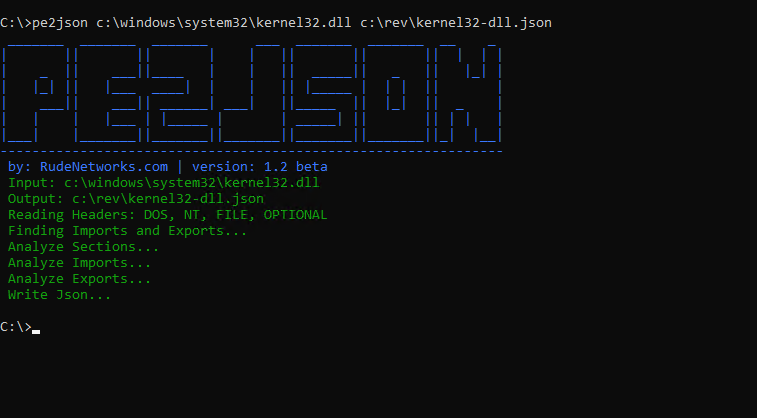 C:\>pe2json c:\windows\system32\kernel32.dll c:\rev\kernel32-dll.json
PE2JSON
by: RudeNetworks.com | version: 1.2 beta
Input: c:\windows\system32\kernel32.dll
Output: c:\rev\kernel32-dll.json
Reading Headers: DOS, NT, FILE, OPTIONAL
Finding Imports and Exports...
Analyze Sections...
Analyze Imports...
Analyze Exports...
Write Json...
C:\>